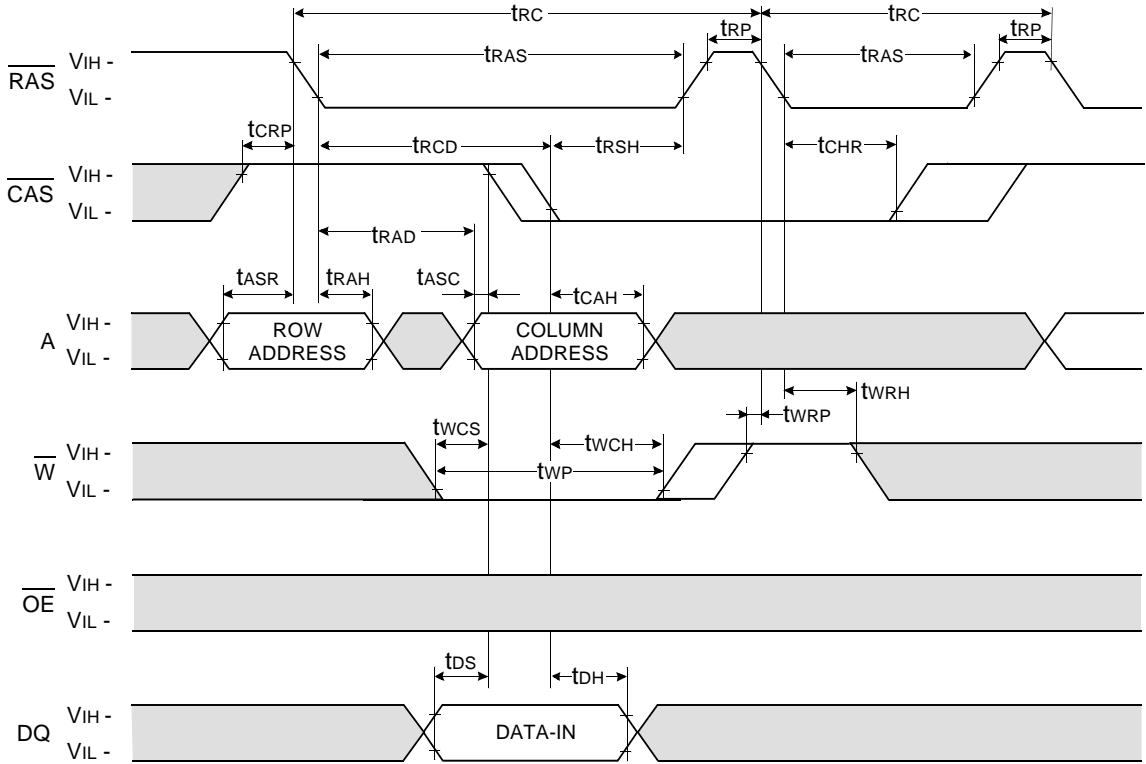 tRC tRC
tRP tRP
tRAS tRAS
RAS VIH -
VIL -
tCRP tRCD tRSH tCHR
CAS VIH -
VIL -
tRAD
tASR tRAH tASC tCAH
A VIH -
VIL -
ROW
ADDRESS
COLUMN
ADDRESS
tWRH
tWRP
tWCS tWCH
tWP
W VIH -
VIL -
OE VIH -
VIL -
tDS tDH
DQ VIH -
VIL -
DATA-IN